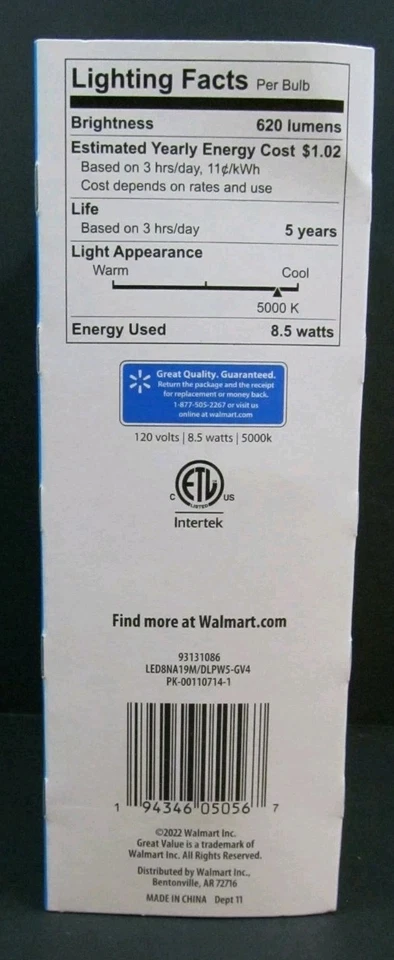 Lighting Facts Per Bulb
Brightness 620 lumens
Estimated Yearly Energy Cost $1.02
Based on 3 hrs/day, 11¢/kWh
Cost depends on rates and use
Life
Based on 3 hrs/day 5 years
Light Appearance
Warm Cool
5000 K
Energy Used 8.5 watts
Great Quality. Guaranteed.
Return the package and the receipt
for replacement or money back.
1-877-505-2267 or visit us
online at walmart.com
120 volts | 8.5 watts | 5000k
C ETL US
LISTED
Intertek
Find more at Walmart.com
93131086
LED8NA19M/DLPW5-GV4
PK-00110714-1
1 94346 05056 7
©2022 Walmart Inc.
Great Value is a trademark of
Walmart Inc. All Rights Reserved.
Distributed by Walmart Inc.,
Bentonville, AR 72716
MADE IN CHINA Dept 11